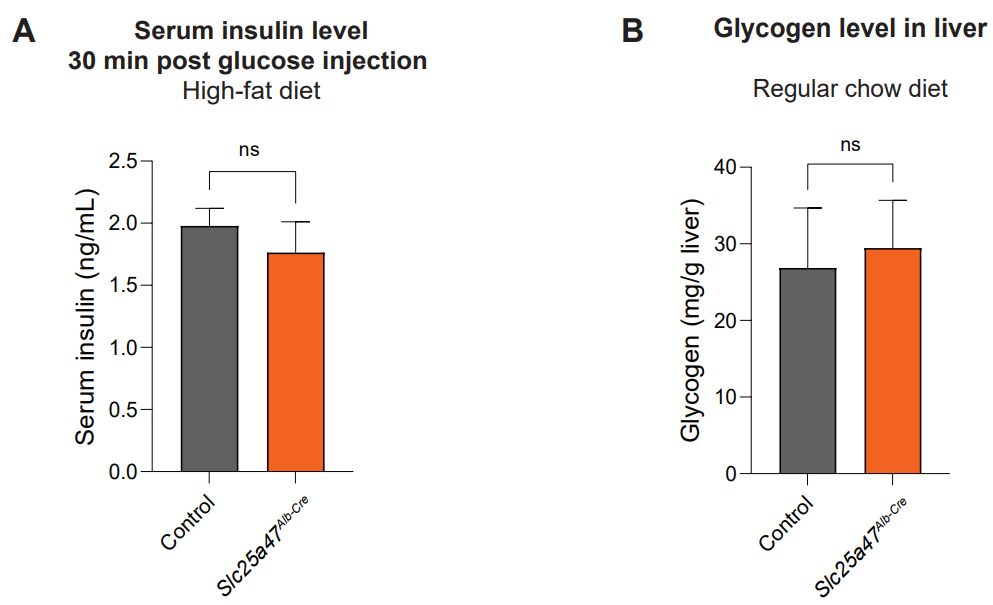 A
Serum insulin level
30 min post glucose injection
High-fat diet
ns
Serum insulin (ng/mL)
2.5
2.0
1.5
1.0
0.5
0.0
Control
Slc25a47Alb-Cre
B
Glycogen level in liver
Regular chow diet
ns
Glycogen (mg/g liver)
40
30
20
10
0
Control
Slc25a47Alb-Cre